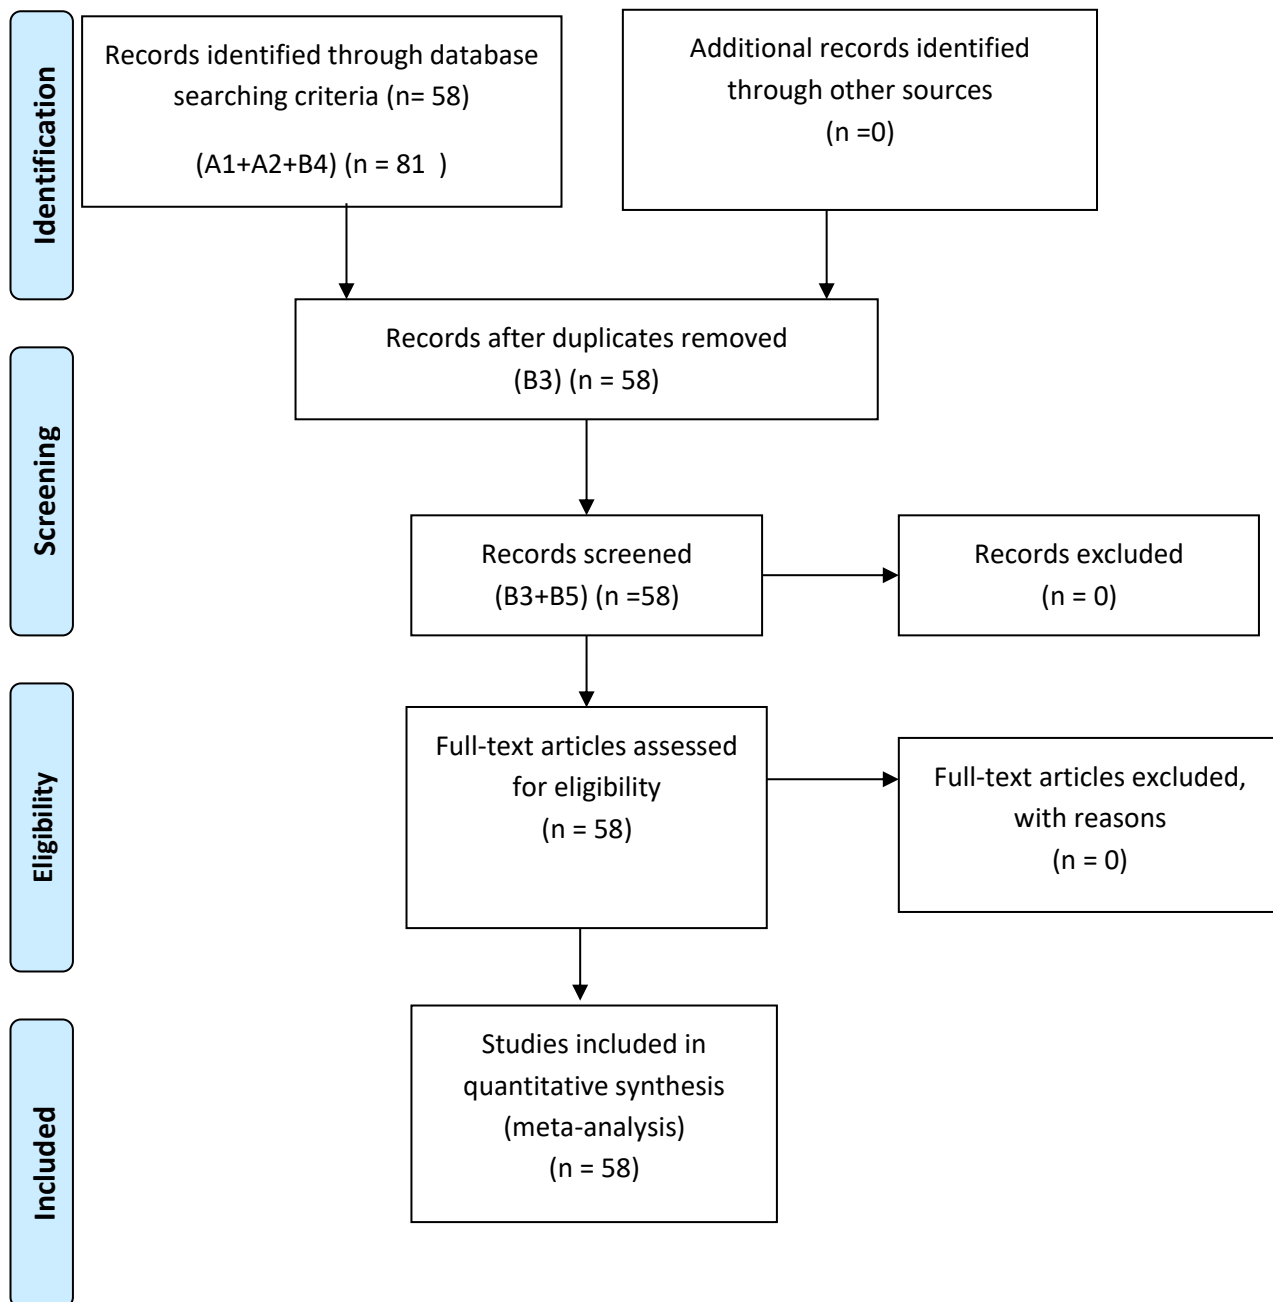 Identification
Records identified through database
searching criteria (n= 58)
(A1+A2+B4) (n = 81  )
Additional records identified
through other sources
(n =0)
Records after duplicates removed
(B3) (n = 58)
Screening
Records screened
(B3+B5) (n =58)
Records excluded
(n = 0)
Eligibility
Full-text articles assessed
for eligibility
(n = 58)
Full-text articles excluded,
with reasons
(n = 0)
Included
Studies included in
quantitative synthesis
(meta-analysis)
(n = 58)